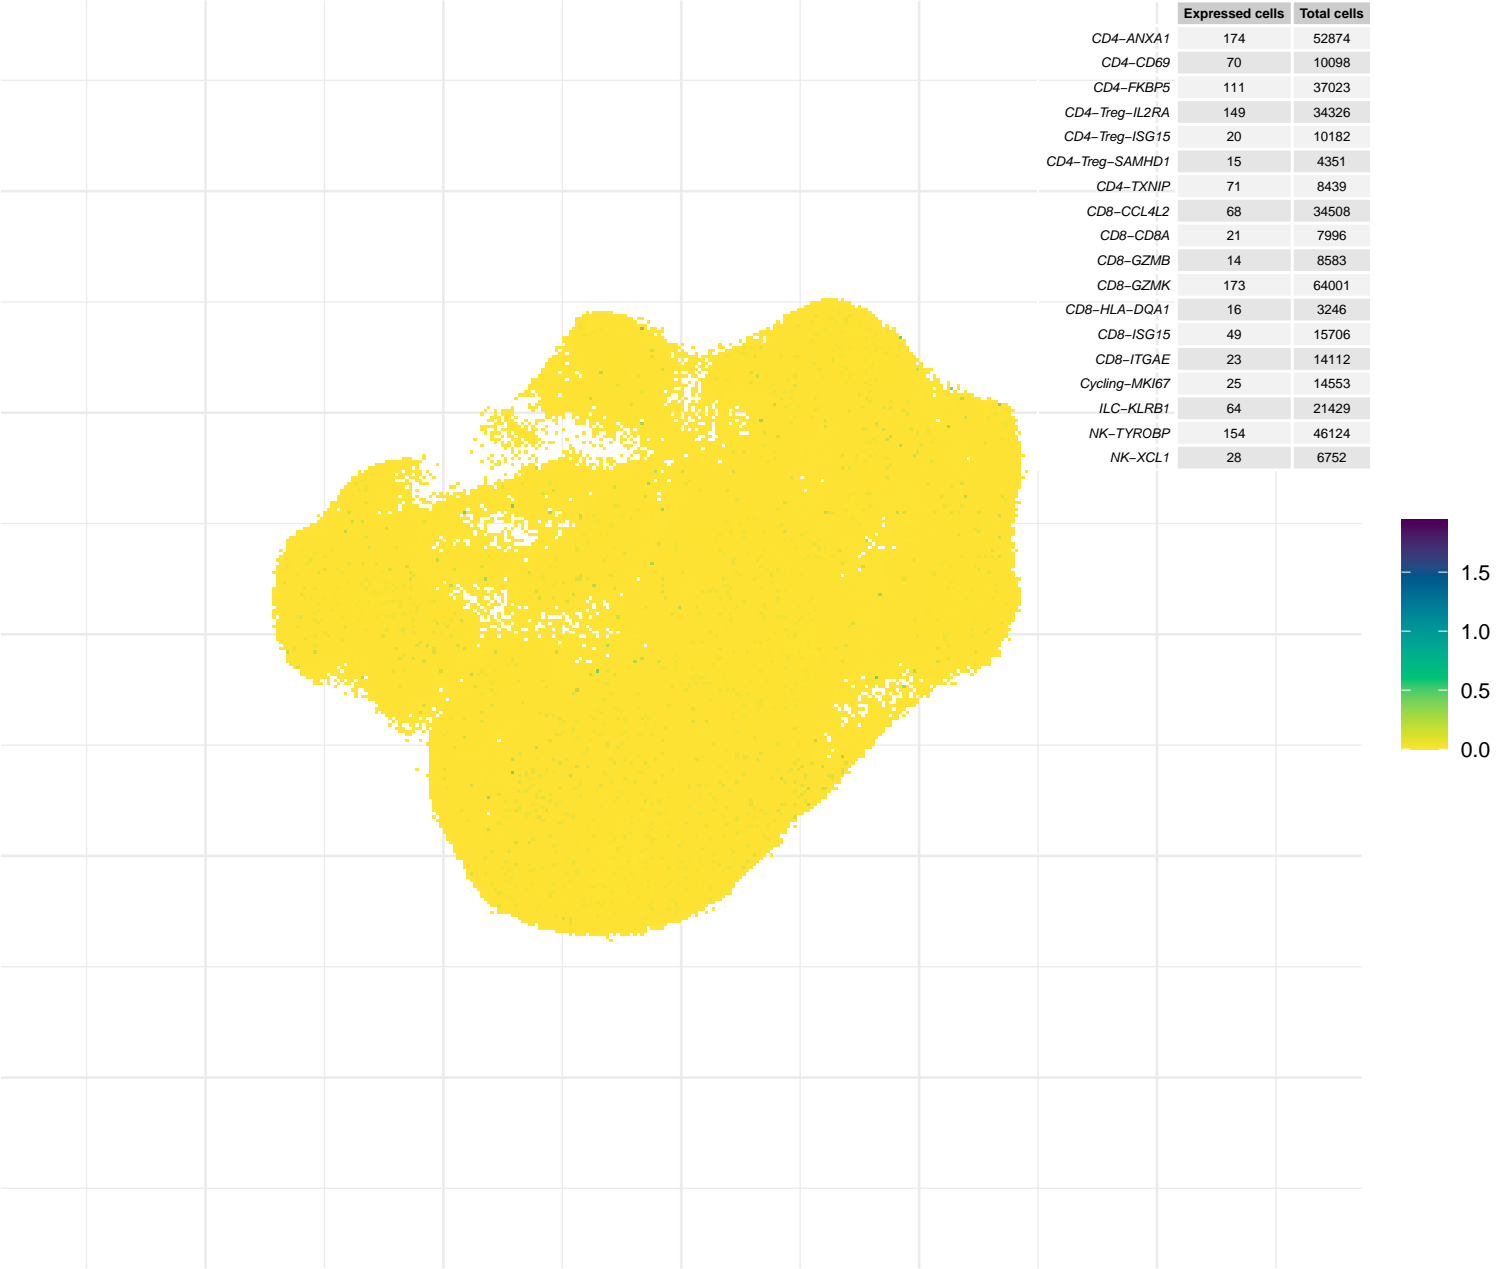 Expressed cells Total cells
CD4−ANXA1 174 52874
CD4−CD69 70 10098
CD4−FKBP5 111 37023
CD4−Treg−IL2RA 149 34326
CD4−Treg−ISG15 20 10182
CD4−Treg−SAMHD1 15 4351
CD4−TXNIP 71 8439
CD8−CCL4L2 68 34508
CD8−CD8A 21 7996
CD8−GZMB 14 8583
CD8−GZMK 173 64001
CD8−HLA−DQA1 16 3246
CD8−ISG15 49 15706
CD8−ITGAE 23 14112
Cycling−MKI67 25 14553
ILC−KLRB1 64 21429
NK−TYROBP 154 46124
NK−XCL1 28 6752
1.5
1.0
0.5
0.0